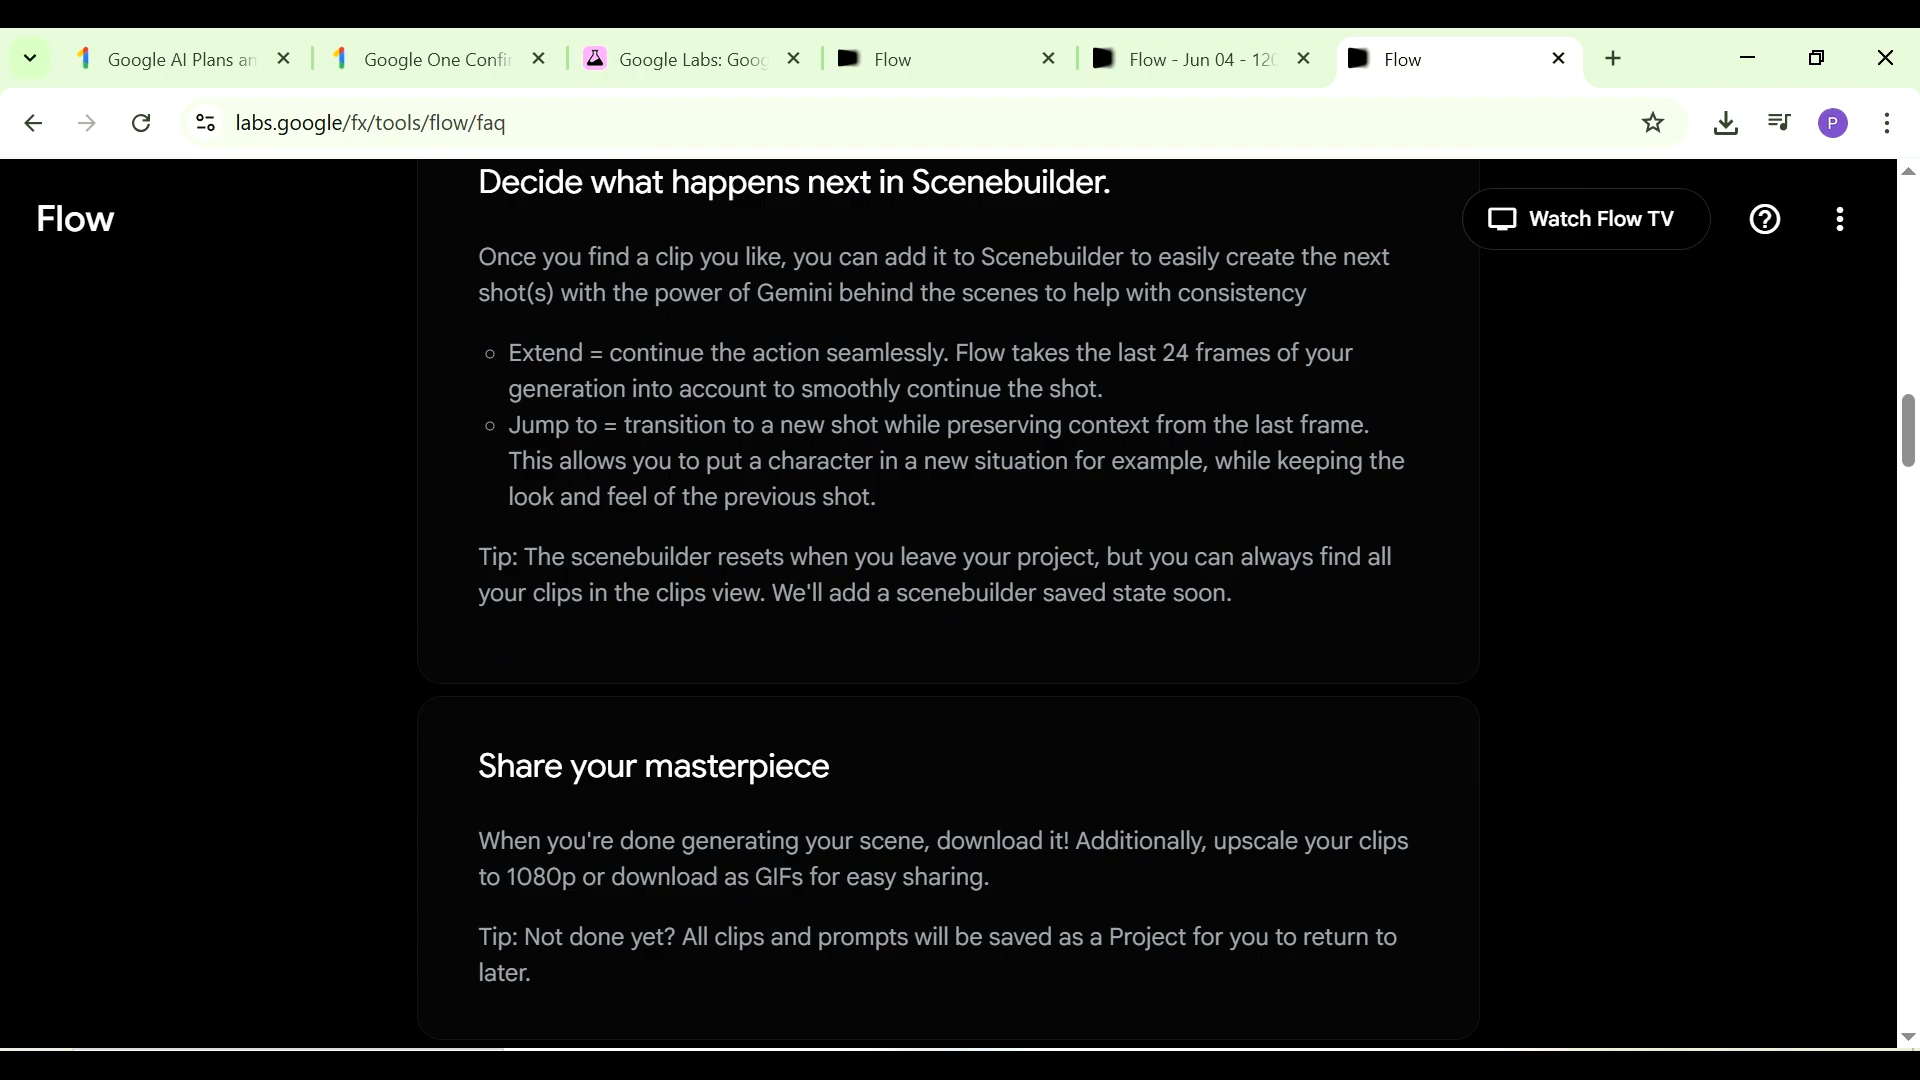 Google AI Plans an
Google One Confir
Google Labs: Goog
Flow
Flow - Jun 04 - 120
Flow
labs.google/fx/tools/flow/faq
P
Flow
Watch Flow TV
Decide what happens next in Scenebuilder.
Once you find a clip you like, you can add it to Scenebuilder to easily create the next
shot(s) with the power of Gemini behind the scenes to help with consistency
Extend = continue the action seamlessly. Flow takes the last 24 frames of your
generation into account to smoothly continue the shot.
Jump to = transition to a new shot while preserving context from the last frame.
This allows you to put a character in a new situation for example, while keeping the
look and feel of the previous shot.
Tip: The scenebuilder resets when you leave your project, but you can always find all
your clips in the clips view. We'll add a scenebuilder saved state soon.
Share your masterpiece
When you're done generating your scene, download it! Additionally, upscale your clips
to 1080p or download as GIFs for easy sharing.
Tip: Not done yet? All clips and prompts will be saved as a Project for you to return to
later.